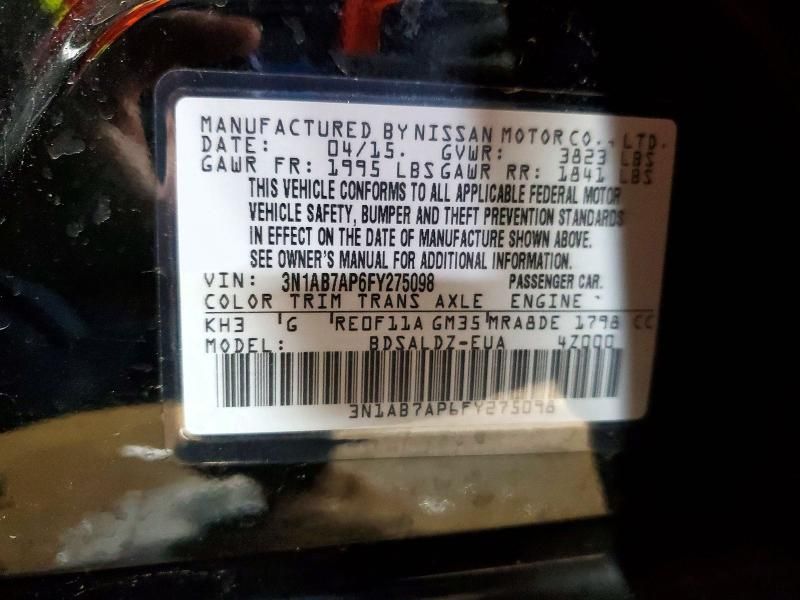 MANUFACTURED BY NISSAN MOTOR CO., LTD.
DATE: 04/15. GVWR: 3823 LBS
GAWR FR: 1995 LBS GAWR RR: 1841 LBS
THIS VEHICLE CONFORMS TO ALL APPLICABLE FEDERAL MOTOR
VEHICLE SAFETY, BUMPER AND THEFT PREVENTION STANDARDS
IN EFFECT ON THE DATE OF MANUFACTURE SHOWN ABOVE.
SEE OWNER'S MANUAL FOR ADDITIONAL INFORMATION.
VIN: 3N1AB7AP6FY275098 PASSENGER CAR.
COLOR TRIM TRANS AXLE ENGINE
KH3 G RE0F11A GM35 MRA8DE 1798 CC
MODEL: BDSALDZ-EUA 4Z000
3N1AB7AP6FY275098